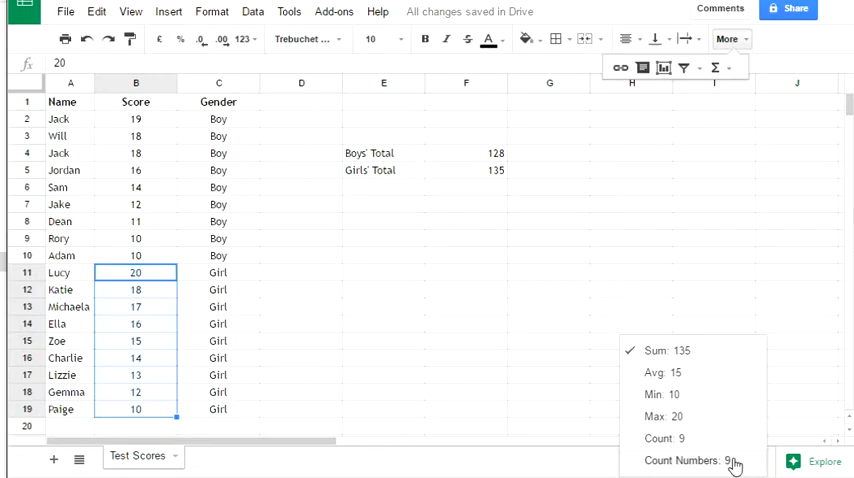 File Edit View Insert Format Data Tools Add-ons Help All changes saved in Drive Comments Share
£ % .0 .00 123 Trebuchet ... 10 B I S A More
fx 20
Σ
A B C D E F G H I J
1 Name Score Gender
2 Jack 19 Boy
3 Will 18 Boy
4 Jack 18 Boy Boys' Total 128
5 Jordan 16 Boy Girls' Total 135
6 Sam 14 Boy
7 Jake 12 Boy
8 Dean 11 Boy
9 Rory 10 Boy
10 Adam 10 Boy
11 Lucy 20 Girl
12 Katie 18 Girl
13 Michaela 17 Girl
14 Ella 16 Girl
15 Zoe 15 Girl
16 Charlie 14 Girl
17 Lizzie 13 Girl
18 Gemma 12 Girl
19 Paige 10 Girl
20
Sum: 135
Avg: 15
Min: 10
Max: 20
Count: 9
Count Numbers: 9
Test Scores
Explore